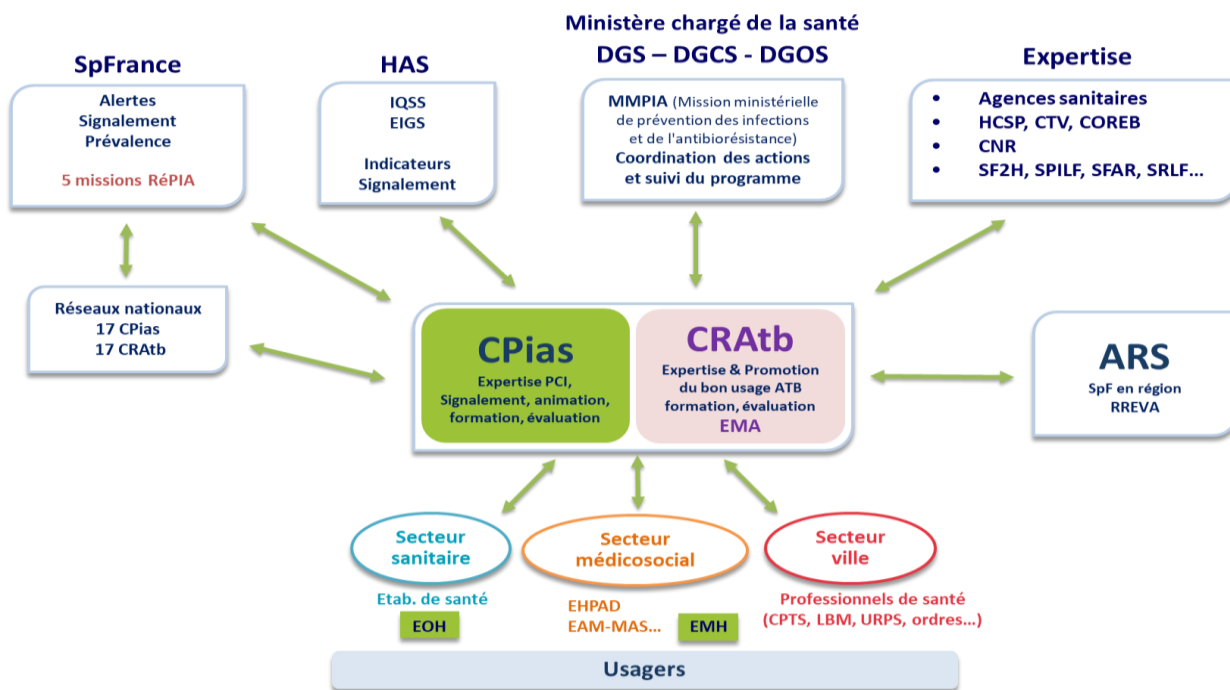 SpFrance
Alertes
Signalement
Prévalence
5 missions RéPIA
HAS
IQSS
EIGS
Indicateurs
Signalement
Ministère chargé de la santé
DGS – DGCS - DGOS
MMPIA (Mission ministérielle
de prévention des infections
et de l'antibiorésistance)
Coordination des actions
et suivi du programme
Expertise
• Agences sanitaires
• HCSP, CTV, COREB
• CNR
• SF2H, SPILF, SFAR, SRLF...
Réseaux nationaux
17 CPias
17 CRAtb
CPias
Expertise PCI,
Signalement, animation,
formation, évaluation
CRAtb
Expertise & Promotion
du bon usage ATB
formation, évaluation
EMA
ARS
SpF en région
RREVA
Secteur
sanitaire
Etab. de santé
EOH
Secteur
médicosocial
EHPAD
EAM-MAS...
EMH
Secteur
ville
Professionnels de santé
(CPTS, LBM, URPS, ordres...)
Usagers